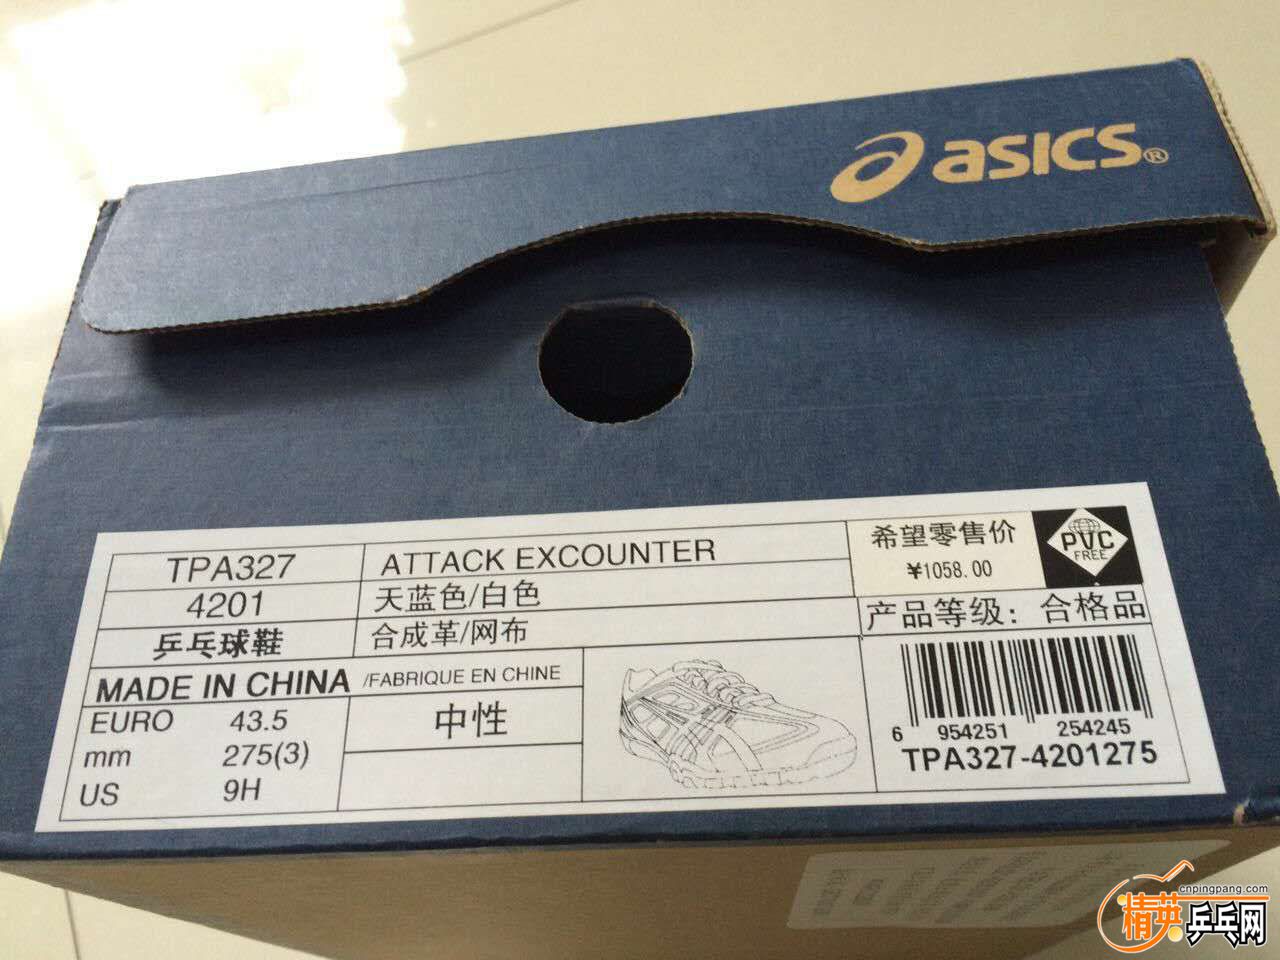 asics®
TPA327
ATTACK EXCOUNTER
希望零售价
¥1058.00
PVC
FREE
4201
天蓝色/白色
乒乓球鞋
合成革/网布
产品等级：合格品
MADE IN CHINA /FABRIQUE EN CHINE
EURO 43.5
中性
mm 275(3)
US 9H
6 954251 254245
TPA327-4201275
cnpingpang.com
精英乒乓网